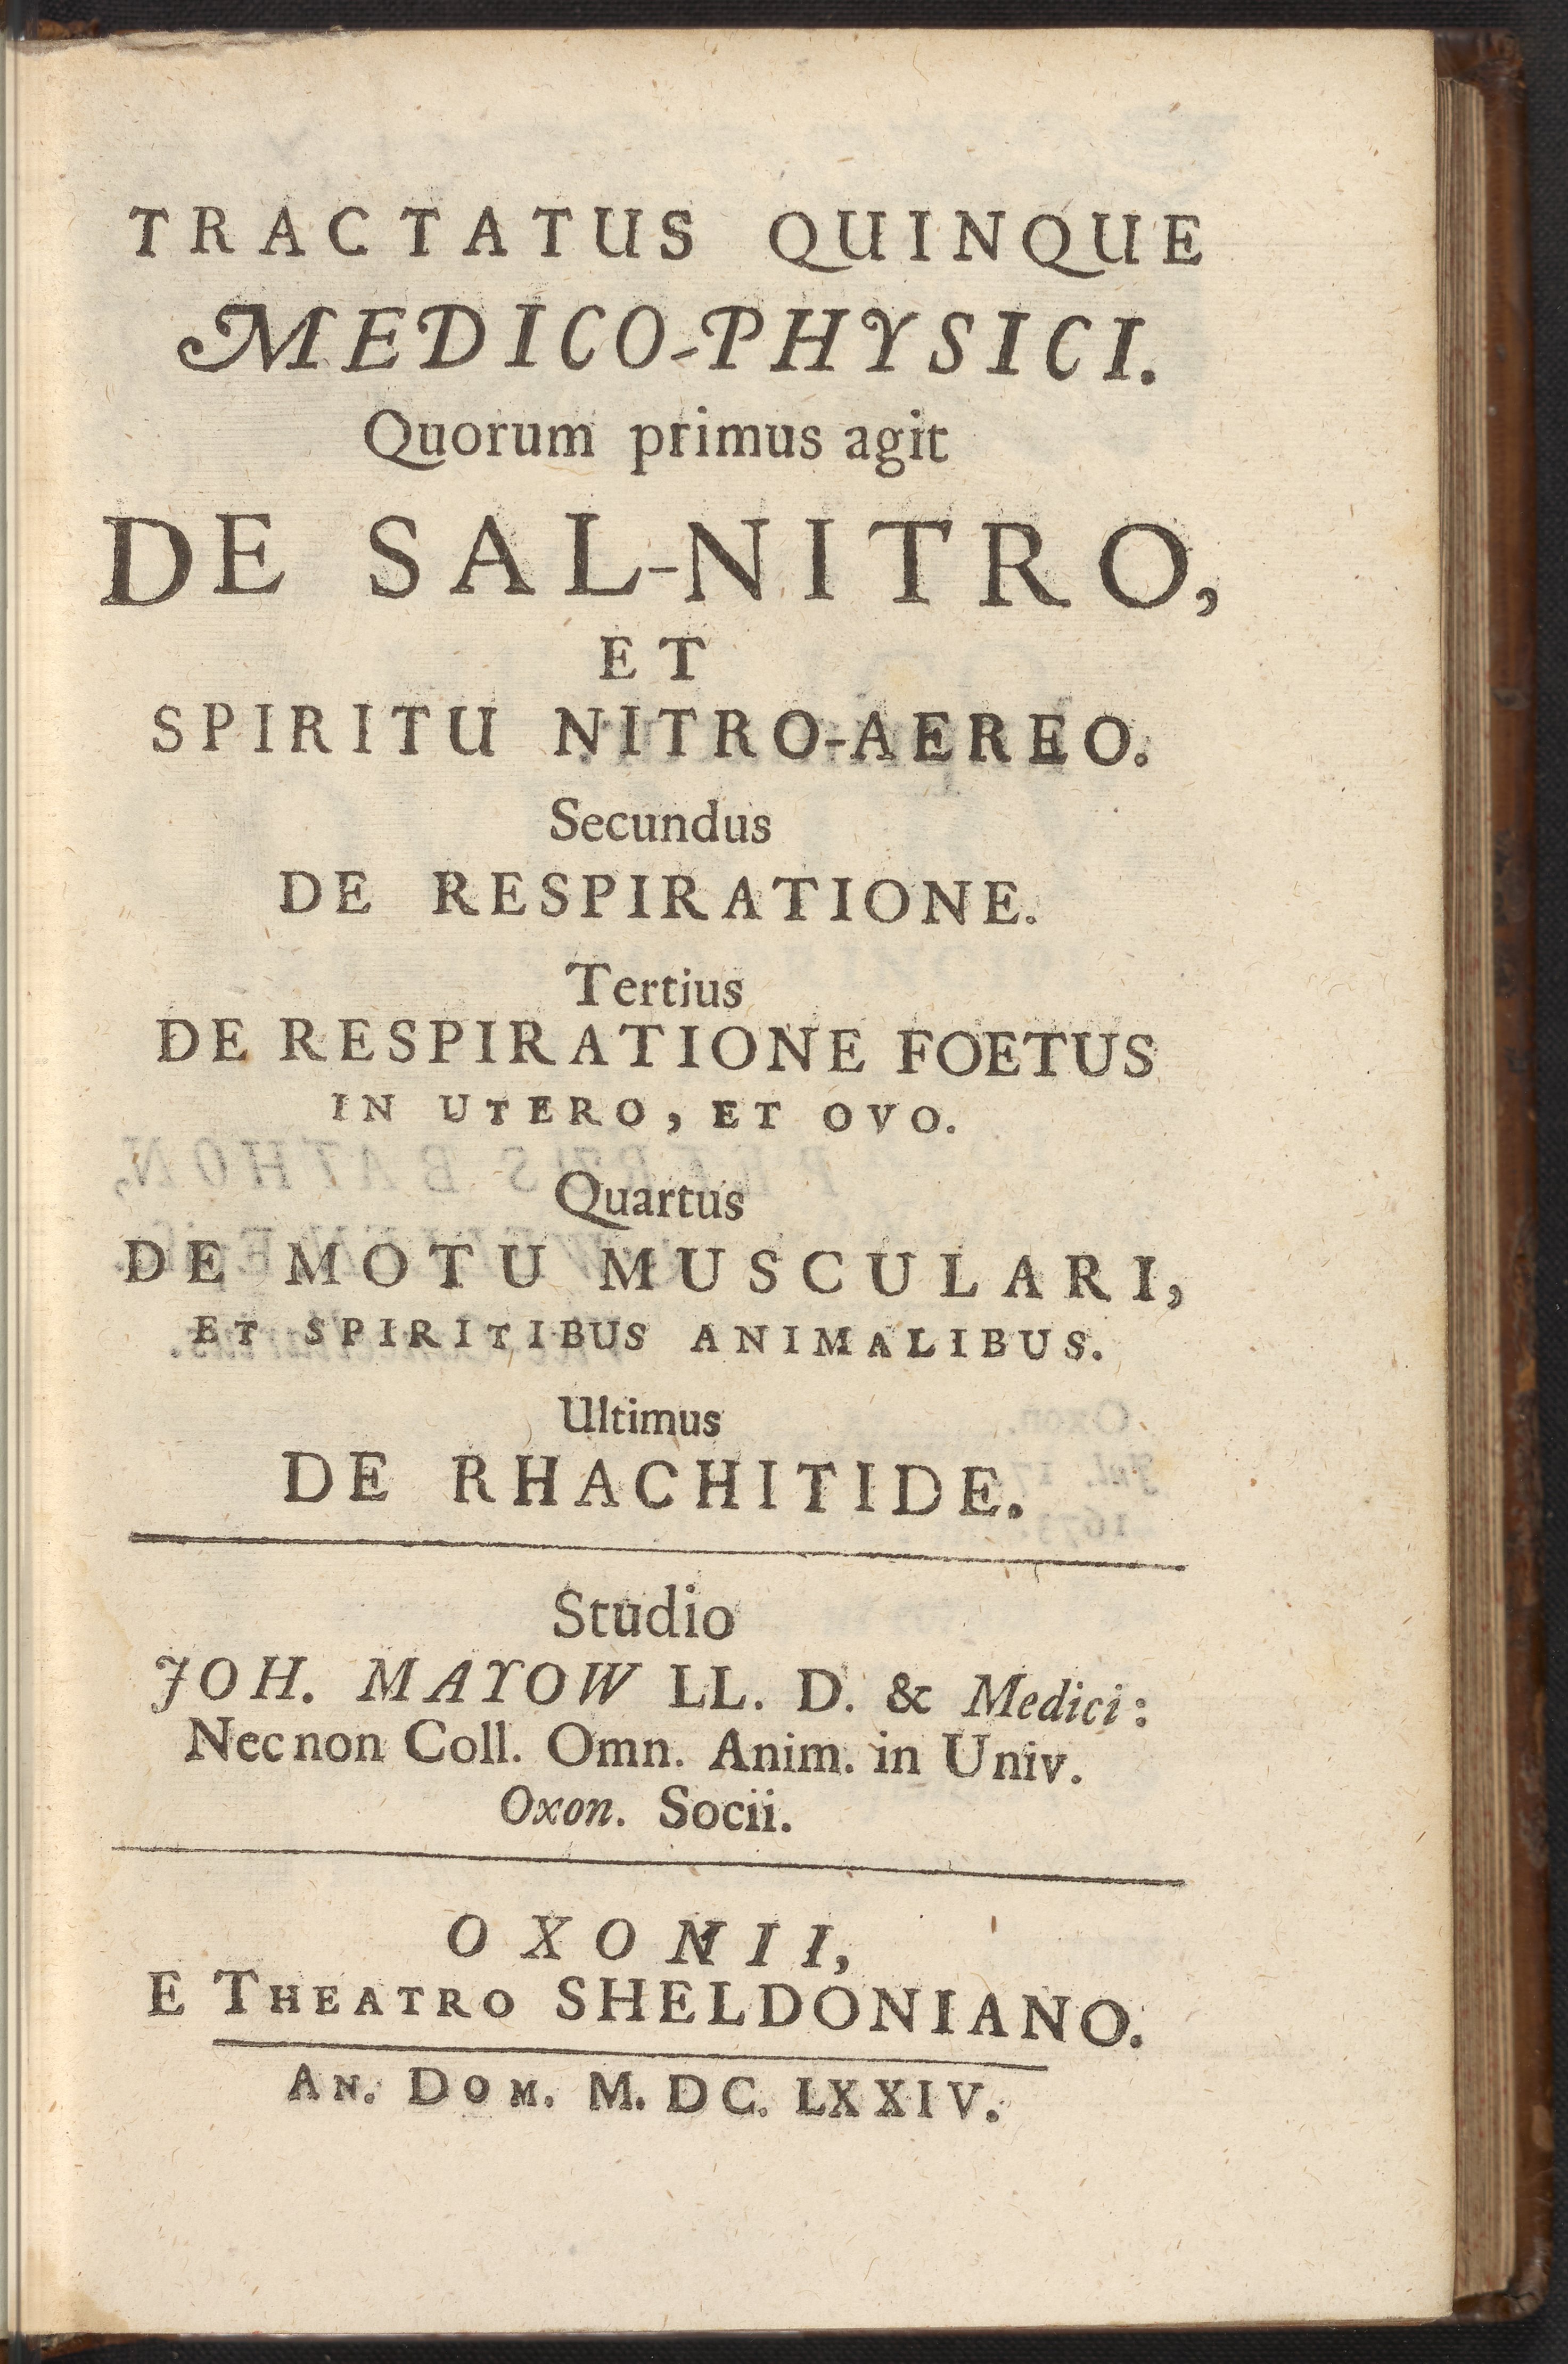 TRACTATUS QUINQUE
MEDICO-PHYSICI.
Quorum primus agit
DE SAL-NITRO,
ET
SPIRITU NITRO-AEREO.
Secundus
DE RESPIRATIONE.
Tertius
DE RESPIRATIONE FOETUS
IN UTERO, ET OVO.
Quartus
DE MOTU MUSCULARI,
ET SPIRITIBUS ANIMALIBUS.
Ultimus
DE RHACHITIDE.
Studio
JOH. MAYOW LL. D. & Medici:
Necnon Coll. Omn. Anim. in Univ.
Oxon. Socii.
OXONII,
E THEATRO SHELDONIANO.
AN. DOM. M. DC. LXXIV.